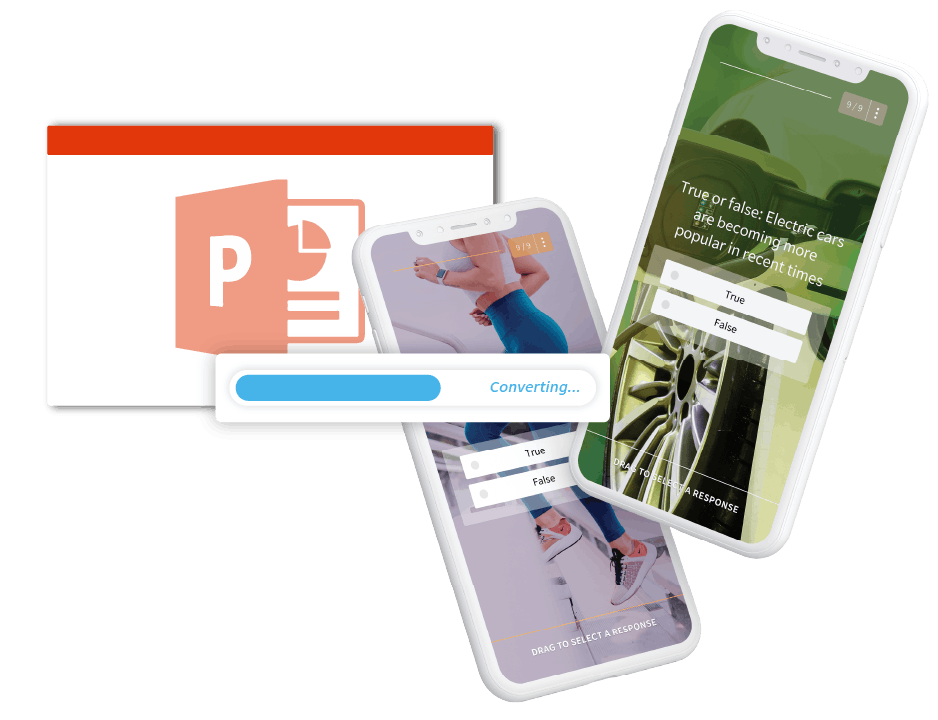 P
9 / 9
Converting...
True
False
DRAG TO SELECT A RESPONSE
9 / 9
True or false: Electric cars
are becoming more
popular in recent times
True
False
DRAG TO SELECT A RESPONSE